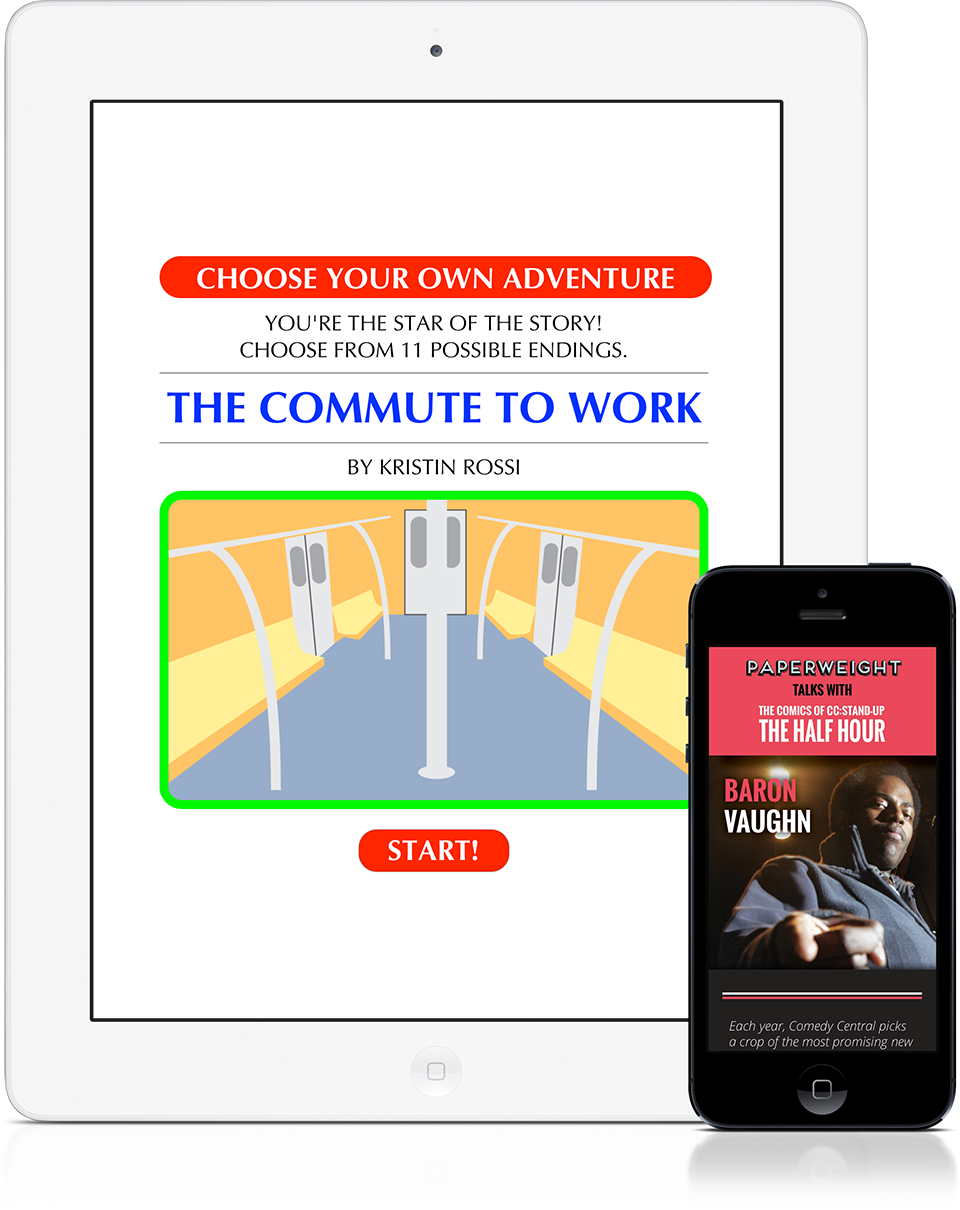 CHOOSE YOUR OWN ADVENTURE
YOU'RE THE STAR OF THE STORY!
CHOOSE FROM 11 POSSIBLE ENDINGS.
THE COMMUTE TO WORK
BY KRISTIN ROSSI
START!
PAPERWEIGHT
TALKS WITH
THE COMICS OF CC:STAND-UP
THE HALF HOUR
BARON
VAUGHN
Each year, Comedy Central picks
a crop of the most promising new